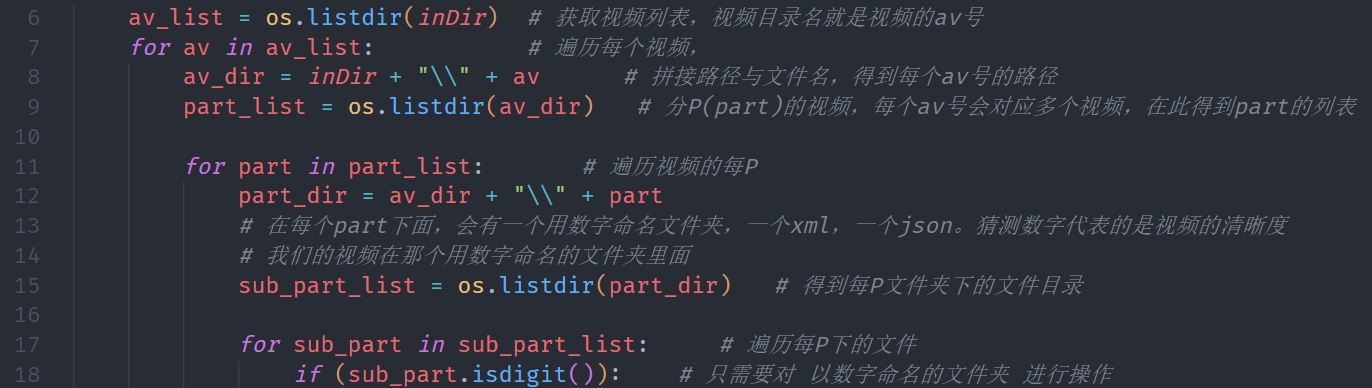 6 av_list = os.listdir(inDir)  # 获取视频列表，视频目录名就是视频的av号
7 for av in av_list:  # 遍历每个视频，
8 av_dir = inDir + "\\" + av  # 拼接路径与文件名，得到每个av号的路径
9 part_list = os.listdir(av_dir)  # 分P(part)的视频，每个av号会对应多个视频，在此得到part的列表
10
11 for part in part_list:  # 遍历视频的每P
12 part_dir = av_dir + "\\" + part
13 # 在每个part下面，会有一个用数字命名文件夹，一个xml，一个json。猜测数字代表的是视频的清晰度
14 # 我们的视频在那个用数字命名的文件夹里面
15 sub_part_list = os.listdir(part_dir)  # 得到每P文件夹下的文件目录
16
17 for sub_part in sub_part_list:  # 遍历每P下的文件
18 if (sub_part.isdigit()):  # 只需要对 以数字命名的文件夹 进行操作